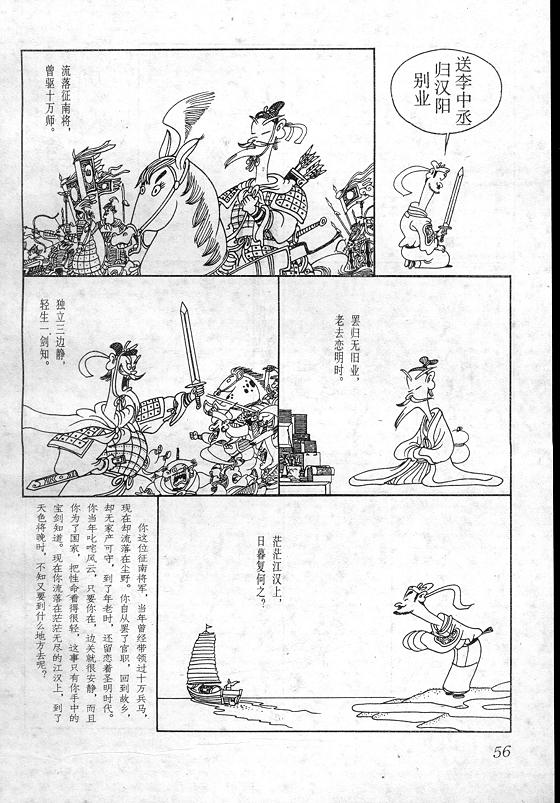 送李中丞
归汉阳
别业
流落征南将，
曾驱十万师。
罢归无旧业，
老去恋明时。
独立三边静，
轻生一剑知。
茫茫江汉上，
日暮复何之？
你这位征南将军，当年曾经带领过十万兵马，
现在却流落在尘野。你自从罢了官职，回到故乡，
却无家产可守，到了年老时，还留恋着圣明时代。
你当年叱咤风云，只要你在，边关就很安静，而且
你为了国家，把性命看得很轻，这事只有你手中的
宝剑知道。现在你流落在茫茫无尽的江汉上，到了
天色将晚时，不知又要到什么地方去呢？
56